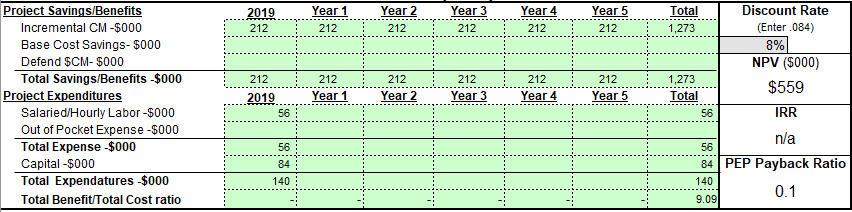 Project Savings/Benefits 2019 Year 1 Year 2 Year 3 Year 4 Year 5 Total Discount Rate
Incremental CM -$000 212 212 212 212 212 212 1,273 (Enter .084)
Base Cost Savings- $000 8%
Defend $CM- $000 NPV ($000)
Total Savings/Benefits -$000 212 212 212 212 212 212 1,273 $559
Project Expenditures 2019 Year 1 Year 2 Year 3 Year 4 Year 5 Total
Salaried/Hourly Labor -$000 56 56 IRR
Out of Pocket Expense -$000
Total Expense -$000 56 56 n/a
Capital -$000 84 84 PEP Payback Ratio
Total Expendatures -$000 140 140
Total Benefit/Total Cost ratio - - - - - - 9.09 0.1